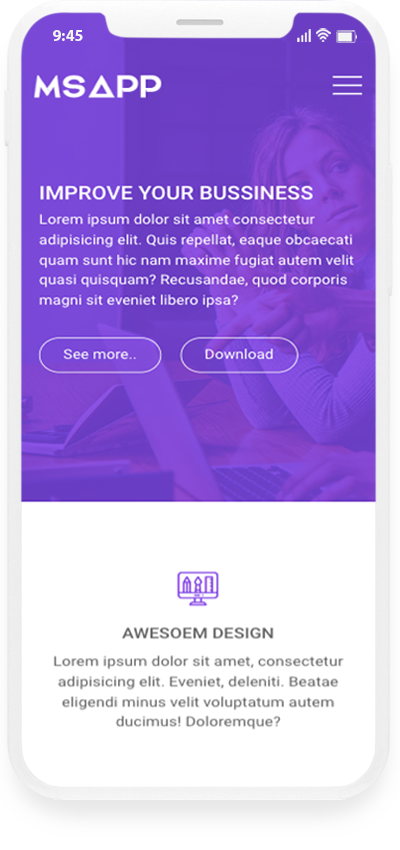 9:45
MSAPP
IMPROVE YOUR BUSSINESS
Lorem ipsum dolor sit amet consectetur
adipisicing elit. Quis repellat, eaque obcaecati
quam sunt hic nam maxime fugiat autem velit
quasi quisquam? Recusandae, quod corporis
magni sit eveniet libero ipsa?
See more..
Download
AWESOEM DESIGN
Lorem ipsum dolor sit amet, consectetur
adipisicing elit. Eveniet, deleniti. Beatae
eligendi minus velit voluptatum autem
ducimus! Doloremque?